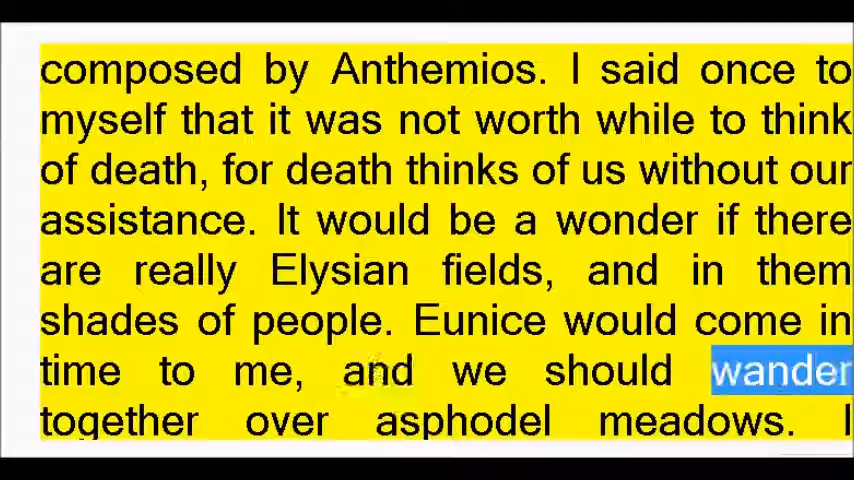 composed by Anthemios. I said once to
myself that it was not worth while to think
of death, for death thinks of us without our
assistance. It would be a wonder if there
are really Elysian fields, and in them
shades of people. Eunice would come in
time to me, and we should wander
together over asphodel meadows. I